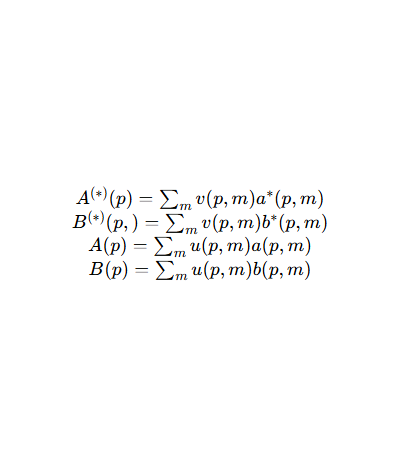 $A^{(*)}(p) = \sum_m v(p,m)a^*(p,m)$
$B^{(*)}(p,) = \sum_m v(p,m)b^*(p,m)$
$A(p) = \sum_m u(p,m)a(p,m)$
$B(p) = \sum_m u(p,m)b(p,m)$